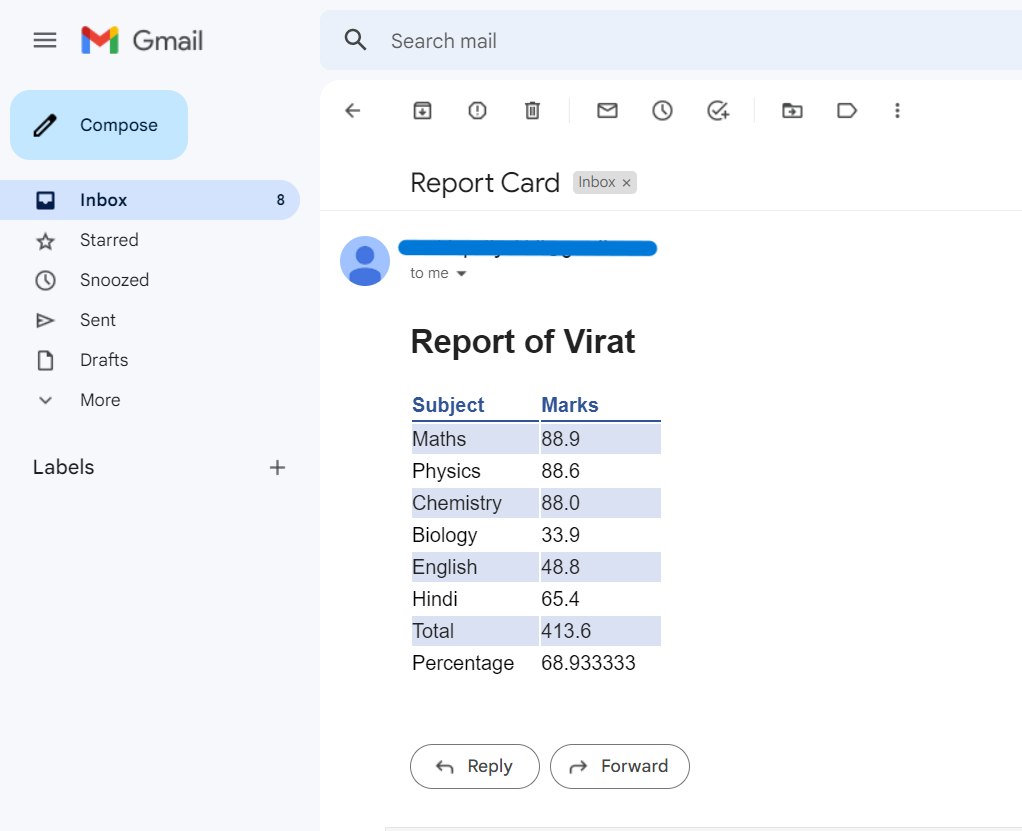 Gmail
Search mail
Compose
Inbox 8
Starred
Snoozed
Sent
Drafts
More
Labels
Report Card Inbox ×
to me
Report of Virat
Subject Marks
Maths 88.9
Physics 88.6
Chemistry 88.0
Biology 33.9
English 48.8
Hindi 65.4
Total 413.6
Percentage 68.933333
Reply Forward